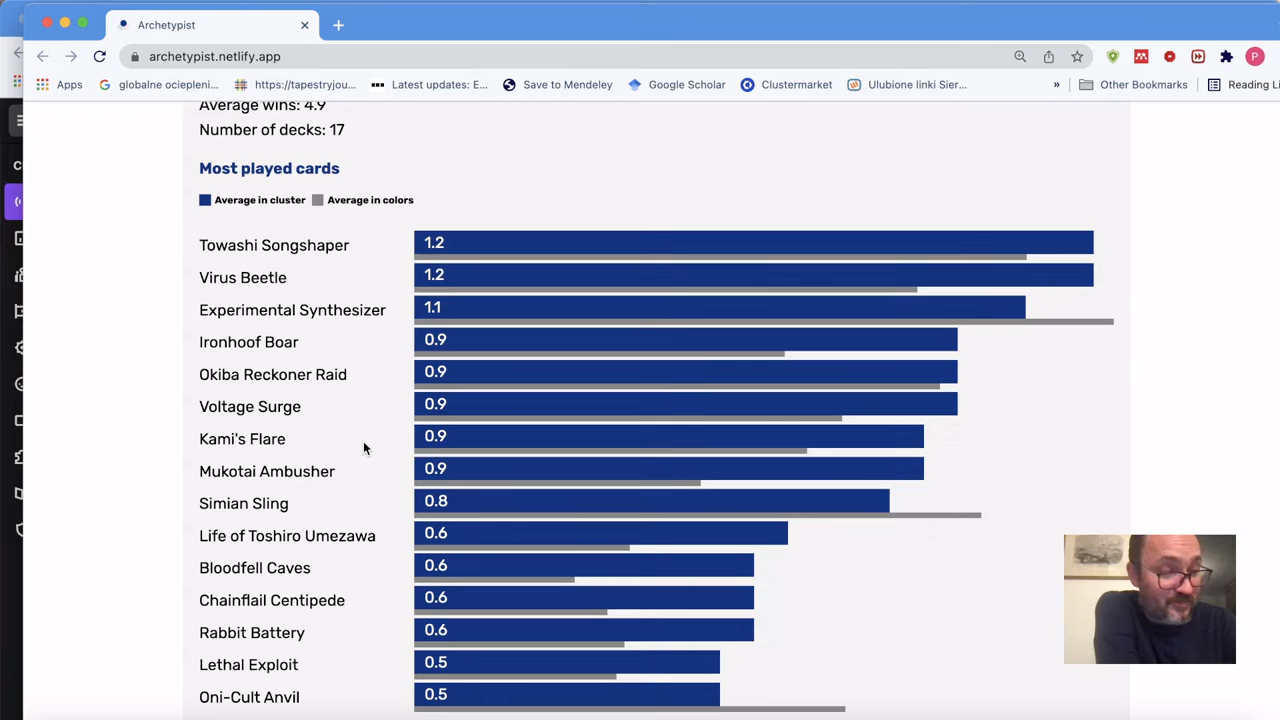 Archetypist
archetypist.netlify.app
P
Apps
globalne ociepleni...
https://tapestryjou...
Latest updates: E...
Save to Mendeley
Google Scholar
Clustermarket
Ulubione linki Sier...
»
Other Bookmarks
Reading Li
Average wins: 4.9
Number of decks: 17
Most played cards
Average in cluster
Average in colors
Towashi Songshaper 1.2
Virus Beetle 1.2
Experimental Synthesizer 1.1
Ironhoof Boar 0.9
Okiba Reckoner Raid 0.9
Voltage Surge 0.9
Kami's Flare 0.9
Mukotai Ambusher 0.9
Simian Sling 0.8
Life of Toshiro Umezawa 0.6
Bloodfell Caves 0.6
Chainflail Centipede 0.6
Rabbit Battery 0.6
Lethal Exploit 0.5
Oni-Cult Anvil 0.5